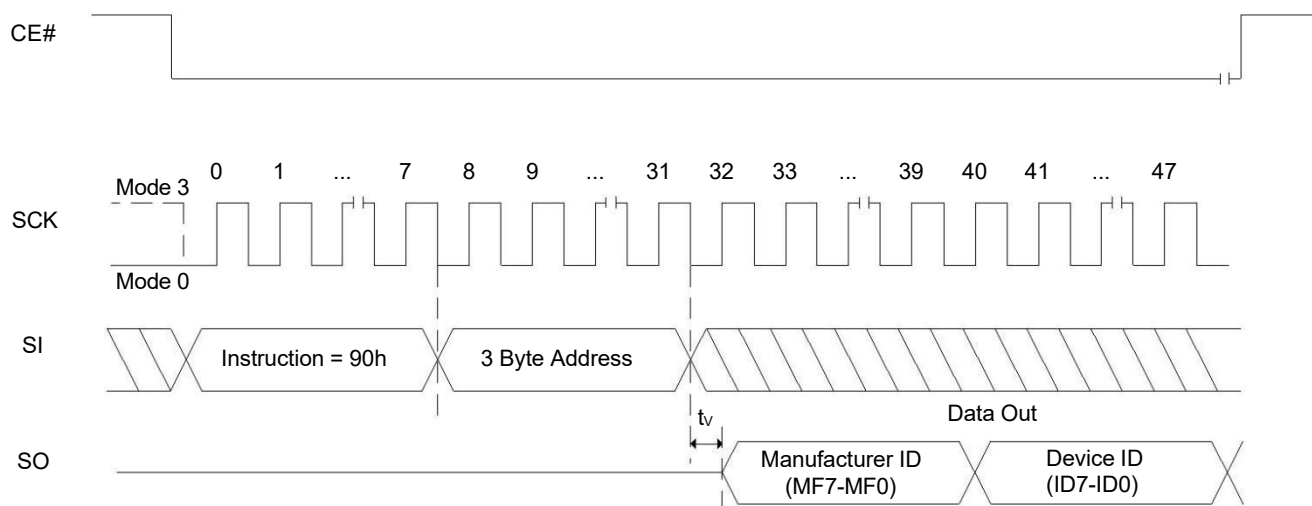 CE#
0 1 ... 7 8 9 ... 31 32 33 ... 39 40 41 ... 47
Mode 3
SCK
Mode 0
SI
Instruction = 90h
3 Byte Address
tV
Data Out
SO
Manufacturer ID
(MF7-MF0)
Device ID
(ID7-ID0)